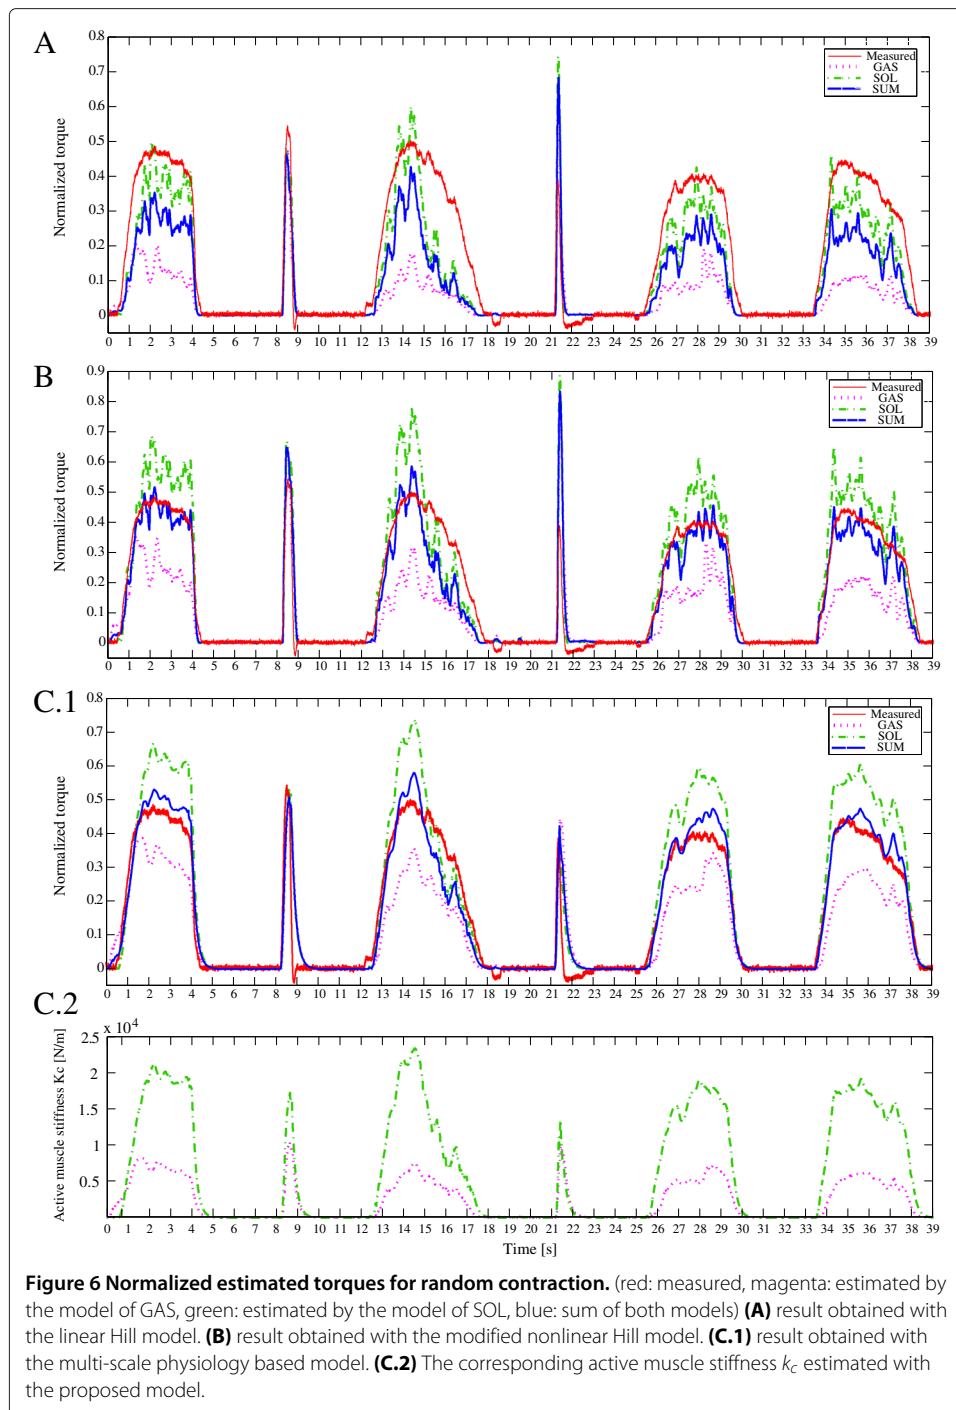 A
0.8
0.7
0.6
0.5
0.4
0.3
0.2
0.1
0
Normalized torque
Measured
GAS
SOL
SUM
0 1 2 3 4 5 6 7 8 9 10 11 12 13 14 15 16 17 18 19 20 21 22 23 24 25 26 27 28 29 30 31 32 33 34 35 36 37 38 39
B
0.9
0.8
0.7
0.6
0.5
0.4
0.3
0.2
0.1
0
Normalized torque
Measured
GAS
SOL
SUM
0 1 2 3 4 5 6 7 8 9 10 11 12 13 14 15 16 17 18 19 20 21 22 23 24 25 26 27 28 29 30 31 32 33 34 35 36 37 38 39
C.1
0.8
0.7
0.6
0.5
0.4
0.3
0.2
0.1
0
Normalized torque
Measured
GAS
SOL
SUM
0 1 2 3 4 5 6 7 8 9 10 11 12 13 14 15 16 17 18 19 20 21 22 23 24 25 26 27 28 29 30 31 32 33 34 35 36 37 38 39
C.2
x 10^4
2.5
2
1.5
1
0.5
Active muscle stiffness Kc [N/m]
0 1 2 3 4 5 6 7 8 9 10 11 12 13 14 15 16 17 18 19 20 21 22 23 24 25 26 27 28 29 30 31 32 33 34 35 36 37 38 39
Time [s]
Figure 6 Normalized estimated torques for random contraction. (red: measured, magenta: estimated by
the model of GAS, green: estimated by the model of SOL, blue: sum of both models) (A) result obtained with
the linear Hill model. (B) result obtained with the modified nonlinear Hill model. (C.1) result obtained with
the multi-scale physiology based model. (C.2) The corresponding active muscle stiffness kc estimated with
the proposed model.